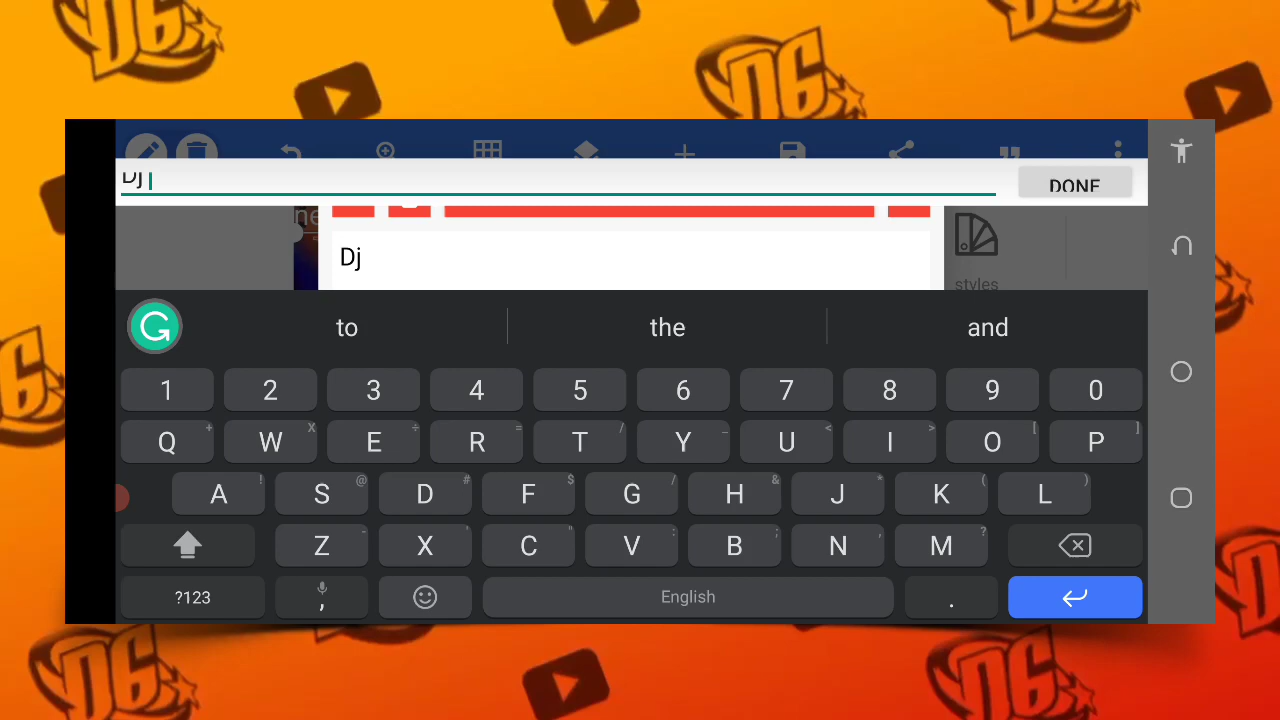 Dj
DONE
ne
Dj
styles
to the and
1 2 3 4 5 6 7 8 9 0
+ X ÷ = / _ < > [ ]
Q W E R T Y U I O P
! @ # $ / & * ( )
A S D F G H J K L
- ' " : ; , ?
Z X C V B N M
?123 , English .